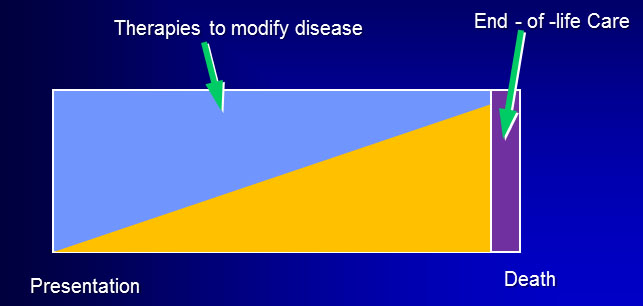 Therapies to modify disease
End - of -life Care
Presentation
Death